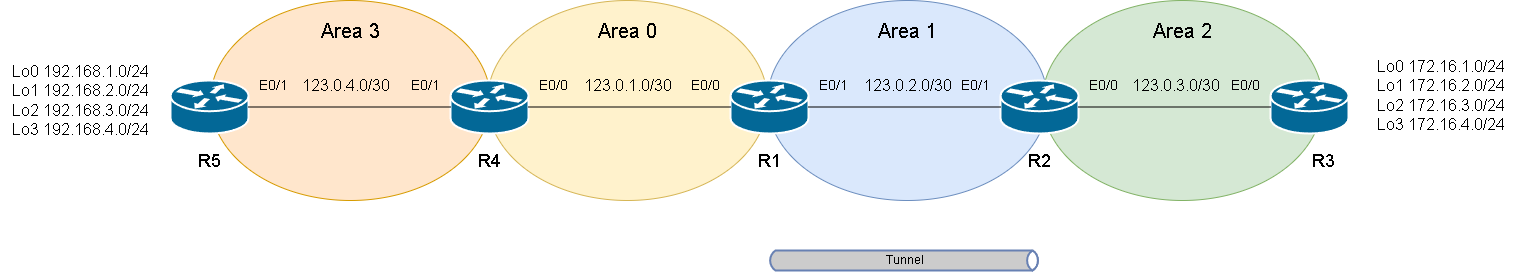 Area 3
Area 0
Area 1
Area 2
Lo0 192.168.1.0/24
Lo1 192.168.2.0/24
Lo2 192.168.3.0/24
Lo3 192.168.4.0/24
E0/1 123.0.4.0/30 E0/1
E0/0 123.0.1.0/30 E0/0
E0/1 123.0.2.0/30 E0/1
E0/0 123.0.3.0/30 E0/0
Lo0 172.16.1.0/24
Lo1 172.16.2.0/24
Lo2 172.16.3.0/24
Lo3 172.16.4.0/24
R5
R4
R1
R2
R3
Tunnel